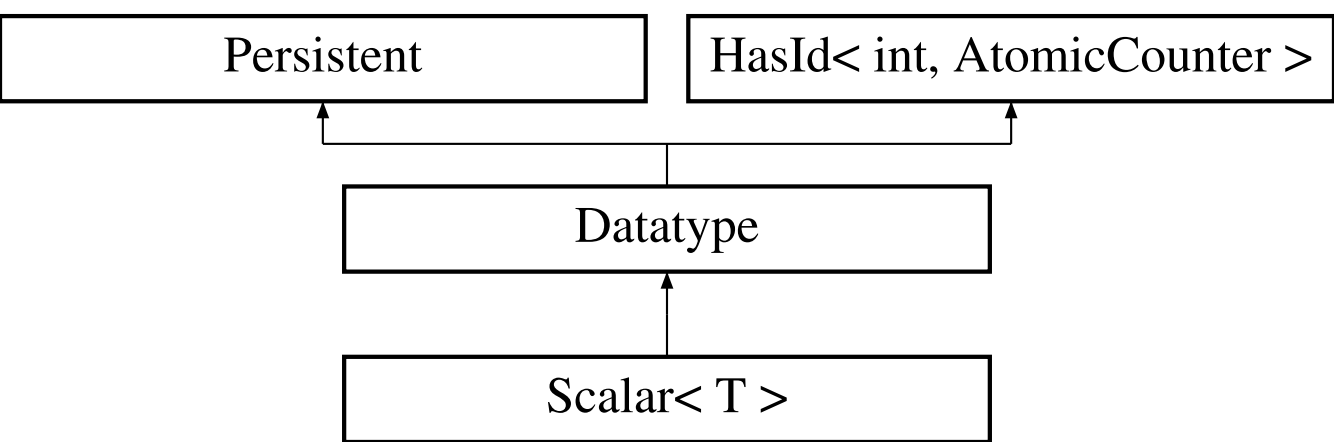 Persistent
HasId< int, AtomicCounter >
Datatype
Scalar< T >